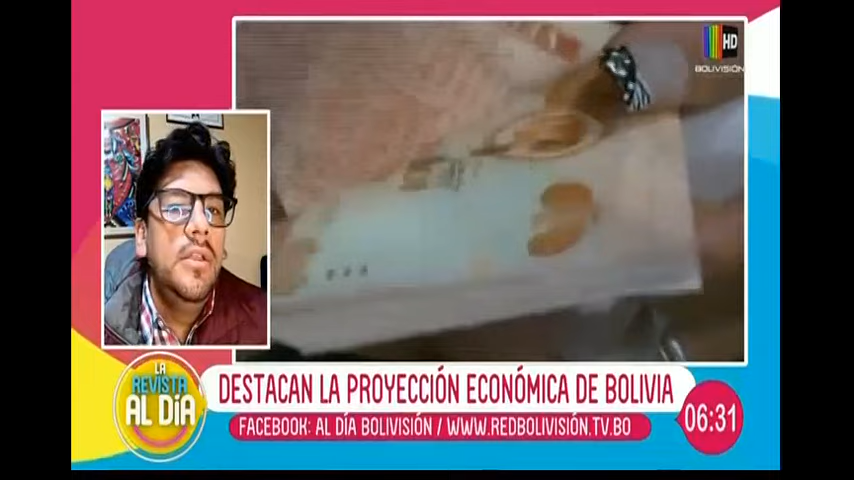 HD
BOLIVISIÓN
DESTACAN LA PROYECCIÓN ECONÓMICA DE BOLIVIA
LA
REVISTA
AL DÍA
FACEBOOK: AL DÍA BOLIVISIÓN / WWW.REDBOLIVISIÓN.TV.BO
06:31